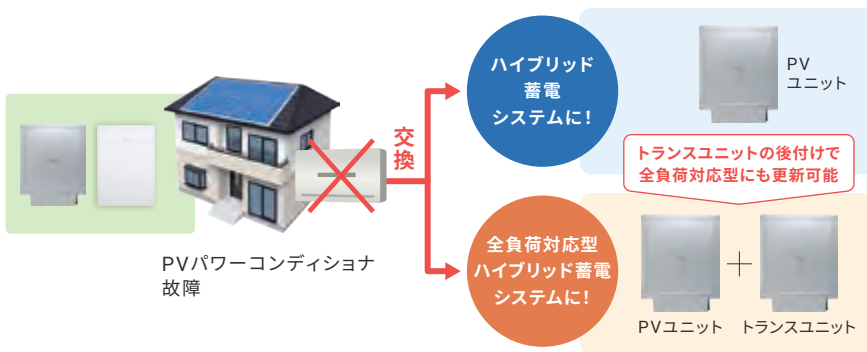 PVパワーコンディショナ
故障
交換
ハイブリッド
蓄電
システムに!
PV
ユニット
トランスユニットの後付けで
全負荷対応型にも更新可能
全負荷対応型
ハイブリッド蓄電
システムに!
PVユニット
トランスユニット